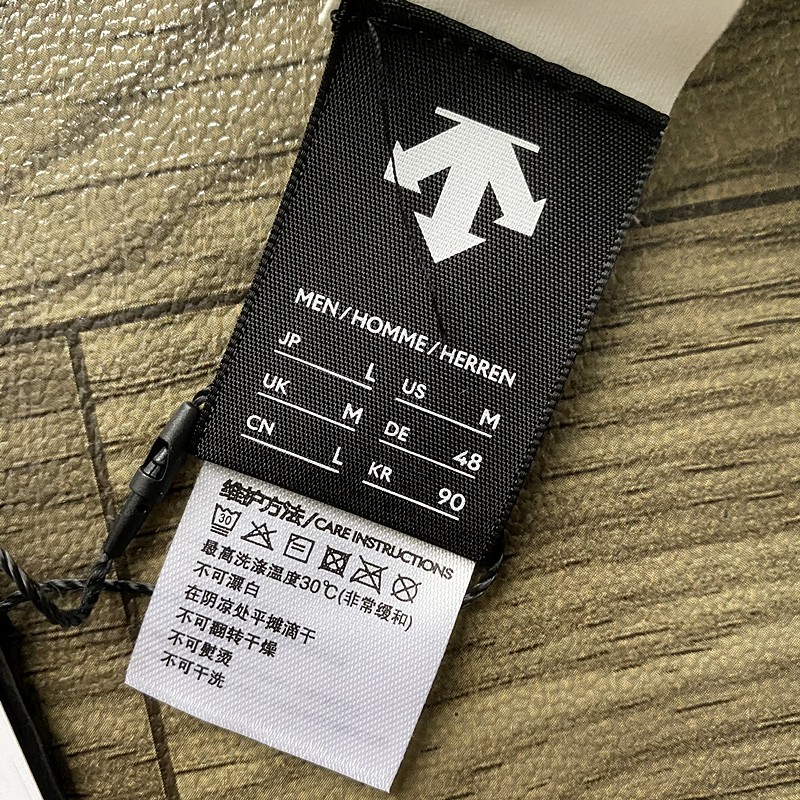 MEN/HOMME/HERREN
JP L US M
UK M DE 48
CN L KR 90
维护方法/CARE INSTRUCTIONS
30
最高洗涤温度30℃(非常缓和)
不可漂白
在阴凉处平摊滴干
不可翻转干燥
不可熨烫
不可干洗